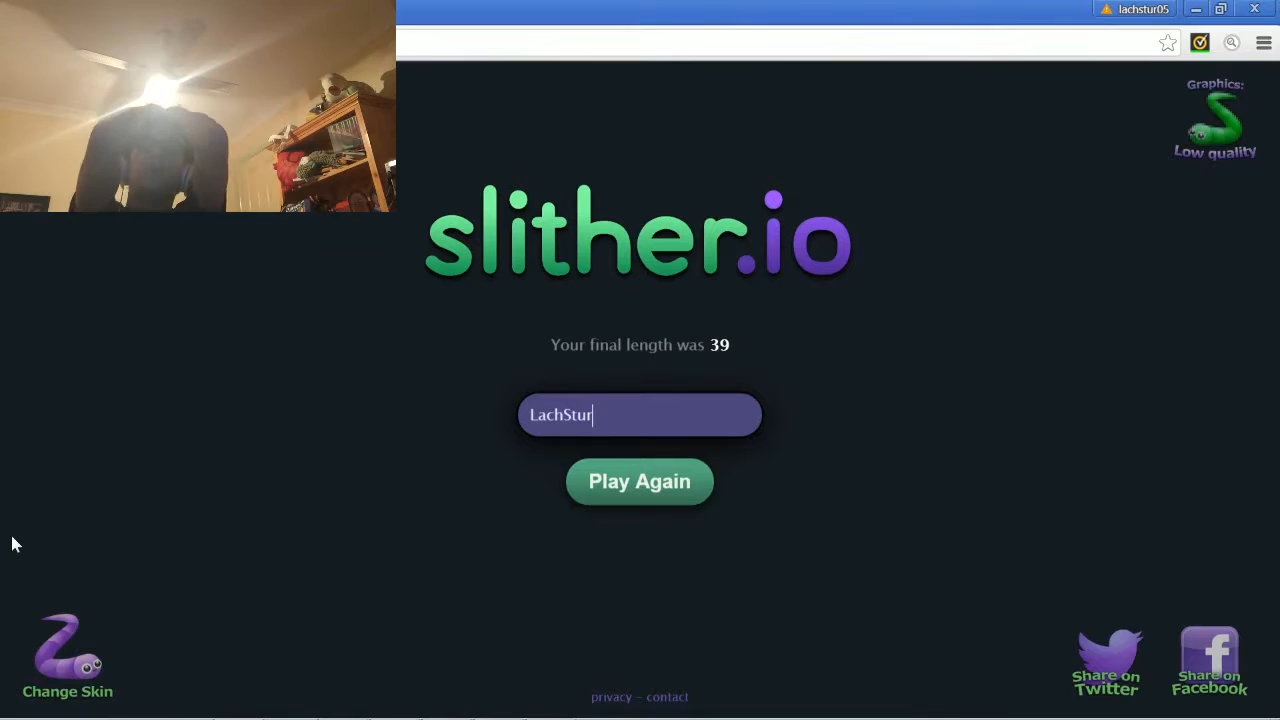 lachstur05
Graphics:
Low quality
slither.io
Your final length was 39
LachStur
Play Again
Change Skin
Share on
Twitter
Share on
Facebook
privacy - contact